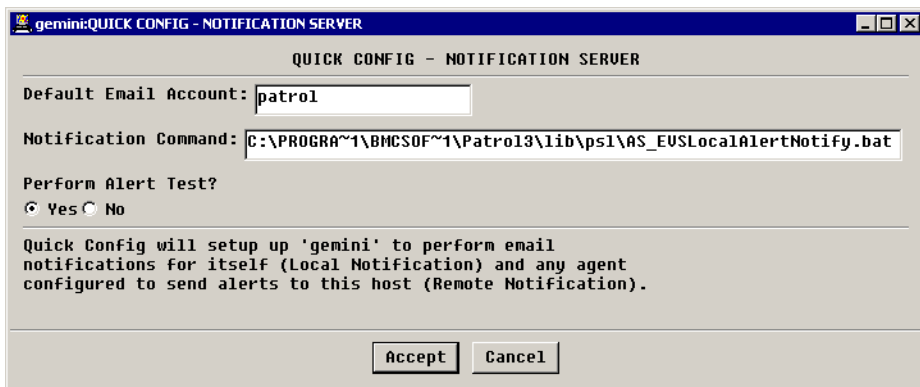 gemini:QUICK CONFIG - NOTIFICATION SERVER
QUICK CONFIG - NOTIFICATION SERVER
Default Email Account: patrol
Notification Command: C:\PROGRA~1\BMCSOF~1\Patrol3\lib\psl\AS_EVSLocalAlertNotify.bat
Perform Alert Test?
Yes No
Quick Config will setup up 'gemini' to perform email
notifications for itself (Local Notification) and any agent
configured to send alerts to this host (Remote Notification).
Accept Cancel